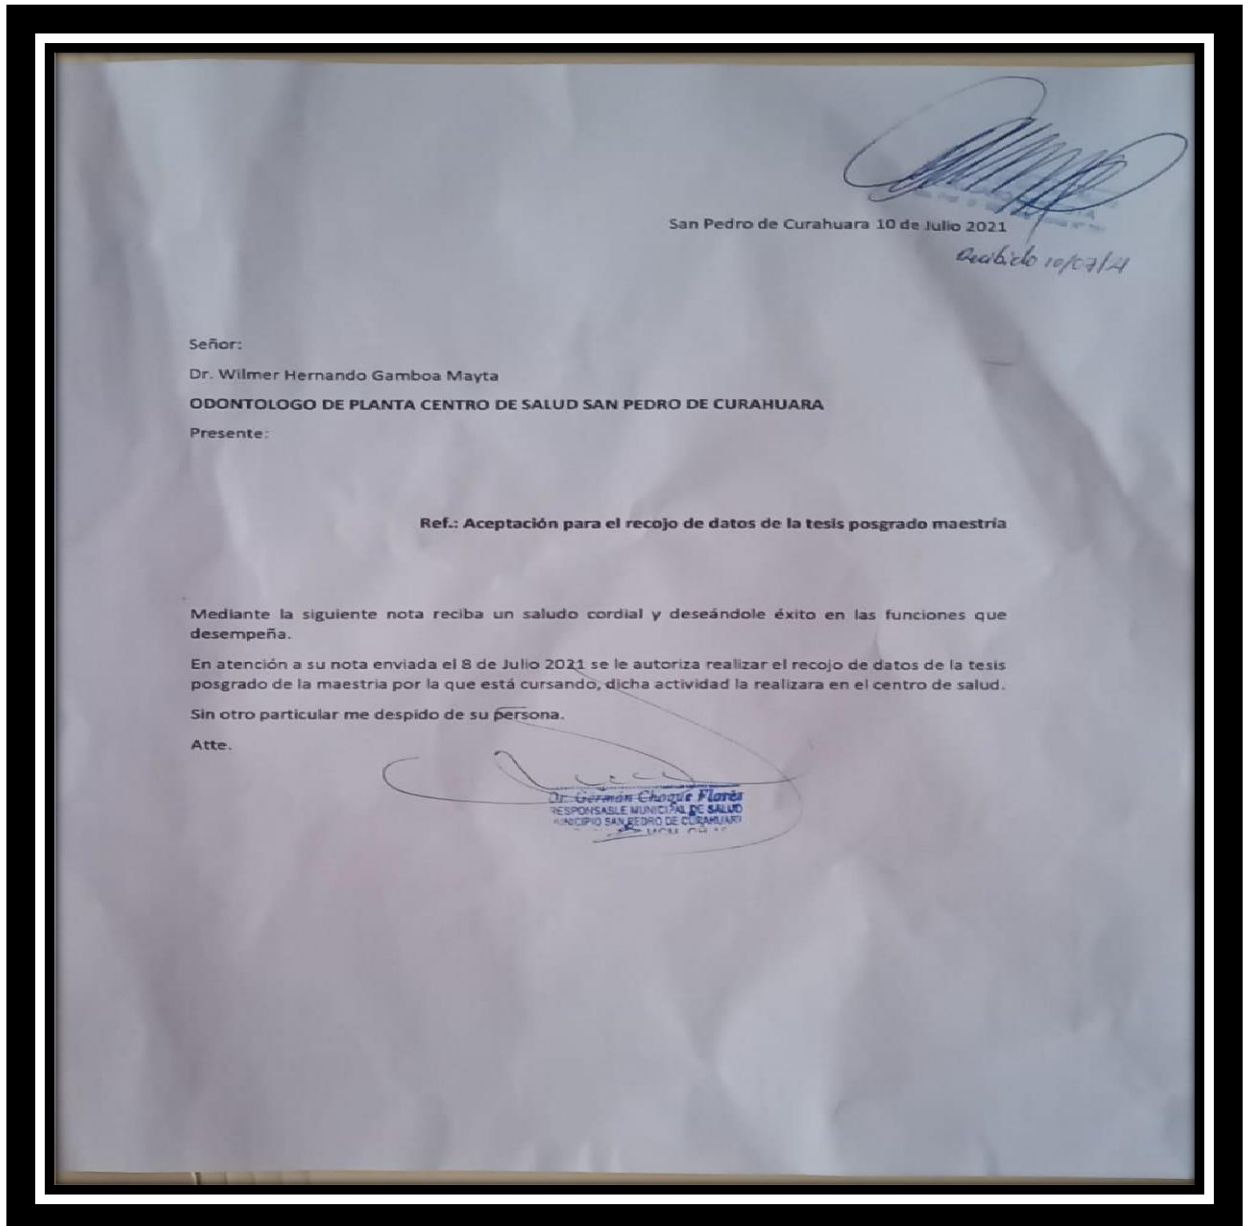 San Pedro de Curahuara 10 de Julio 2021
Recibido 10/07/21
Señor:
Dr. Wilmer Hernando Gamboa Mayta
ODONTOLOGO DE PLANTA CENTRO DE SALUD SAN PEDRO DE CURAHUARA
Presente:
Ref.: Aceptación para el recojo de datos de la tesis posgrado maestría
Mediante la siguiente nota reciba un saludo cordial y deseándole éxito en las funciones que
desempeña.
En atención a su nota enviada el 8 de Julio 2021 se le autoriza realizar el recojo de datos de la tesis
posgrado de la maestria por la que está cursando, dicha actividad la realizara en el centro de salud.
Sin otro particular me despido de su persona.
Atte.
Dr. Germán Choque Flores
RESPONSABLE MUNICIPAL DE SALUD
MUNICIPIO SAN PEDRO DE CURAHUARA